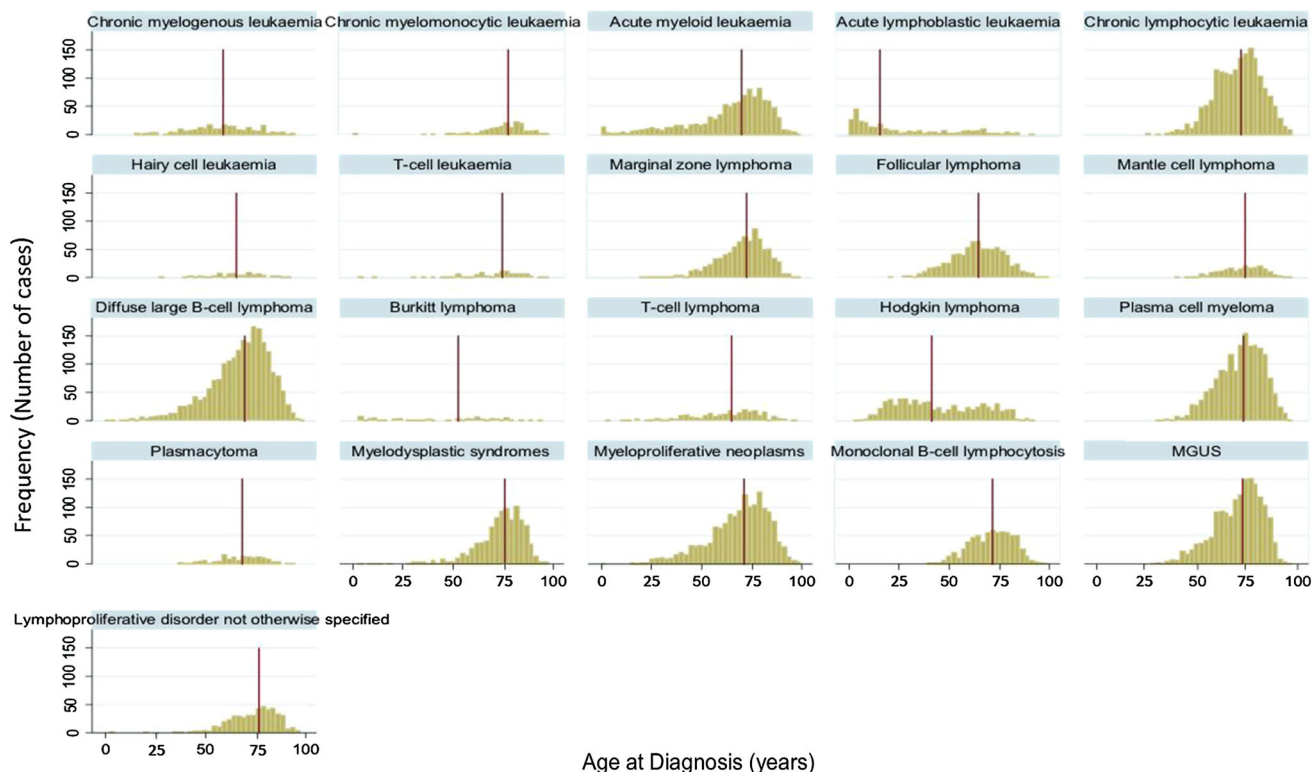 Chronic myelogenous leukaemia Chronic myelomonocytic leukaemia Acute myeloid leukaemia Acute lymphoblastic leukaemia Chronic lymphocytic leukaemia
150
100
50
0
Hairy cell leukaemia T-cell leukaemia Marginal zone lymphoma Follicular lymphoma Mantle cell lymphoma
150
100
50
0
Frequency (Number of cases)
Diffuse large B-cell lymphoma Burkitt lymphoma T-cell lymphoma Hodgkin lymphoma Plasma cell myeloma
150
100
50
0
Plasmacytoma Myelodysplastic syndromes Myeloproliferative neoplasms Monoclonal B-cell lymphocytosis MGUS
150
100
50
0
0 25 50 75 100 0 25 50 75 100 0 25 50 75 100 0 25 50 75 100
Lymphoproliferative disorder not otherwise specified
150
100
50
0
0 25 50 75 100
Age at Diagnosis (years)